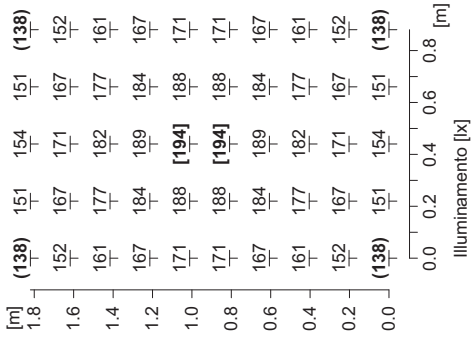 [m]
1.8 (138) 151 154 151 (138)
1.6 152 167 171 167 152
1.4 161 177 182 177 161
1.2 167 184 189 184 167
1.0 171 188 [194] 188 171
0.8 171 188 [194] 188 171
0.6 167 184 189 184 167
0.4 161 177 182 177 161
0.2 152 167 171 167 152
0.0 (138) 151 154 151 (138)
0.0 0.2 0.4 0.6 0.8 [m]
Illuminamento [lx]